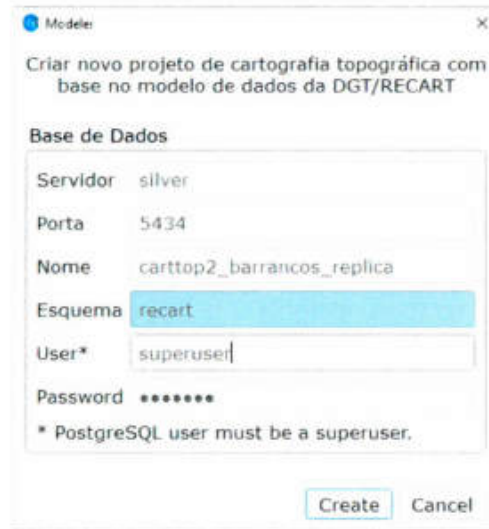 Modeler
×
Criar novo projeto de cartografia topográfica com
base no modelo de dados da DGT/RECART
Base de Dados
Servidor silver
Porta 5434
Nome carttop2_barrancos_replica
Esquema recart
User* superuser
Password •••••••
* PostgreSQL user must be a superuser.
Create Cancel